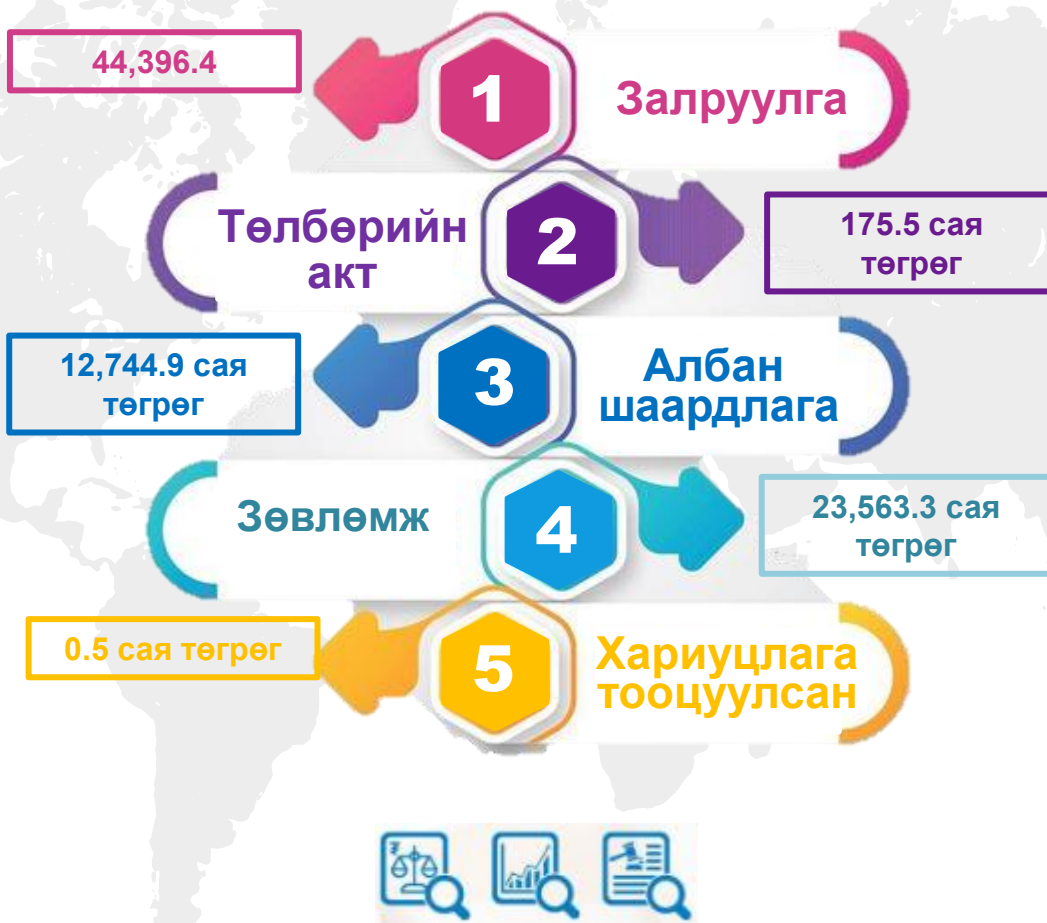 44,396.4
1
Залруулга
Төлбөрийн
акт
2
175.5 сая
төгрөг
12,744.9 сая
төгрөг
3
Албан
шаардлага
Зөвлөмж
4
23,563.3 сая
төгрөг
0.5 сая төгрөг
5
Хариуцлага
тооцуулсан